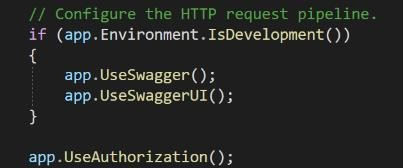 // Configure the HTTP request pipeline.
if (app.Environment.IsDevelopment())
{
    app.UseSwagger();
    app.UseSwaggerUI();
}
app.UseAuthorization();